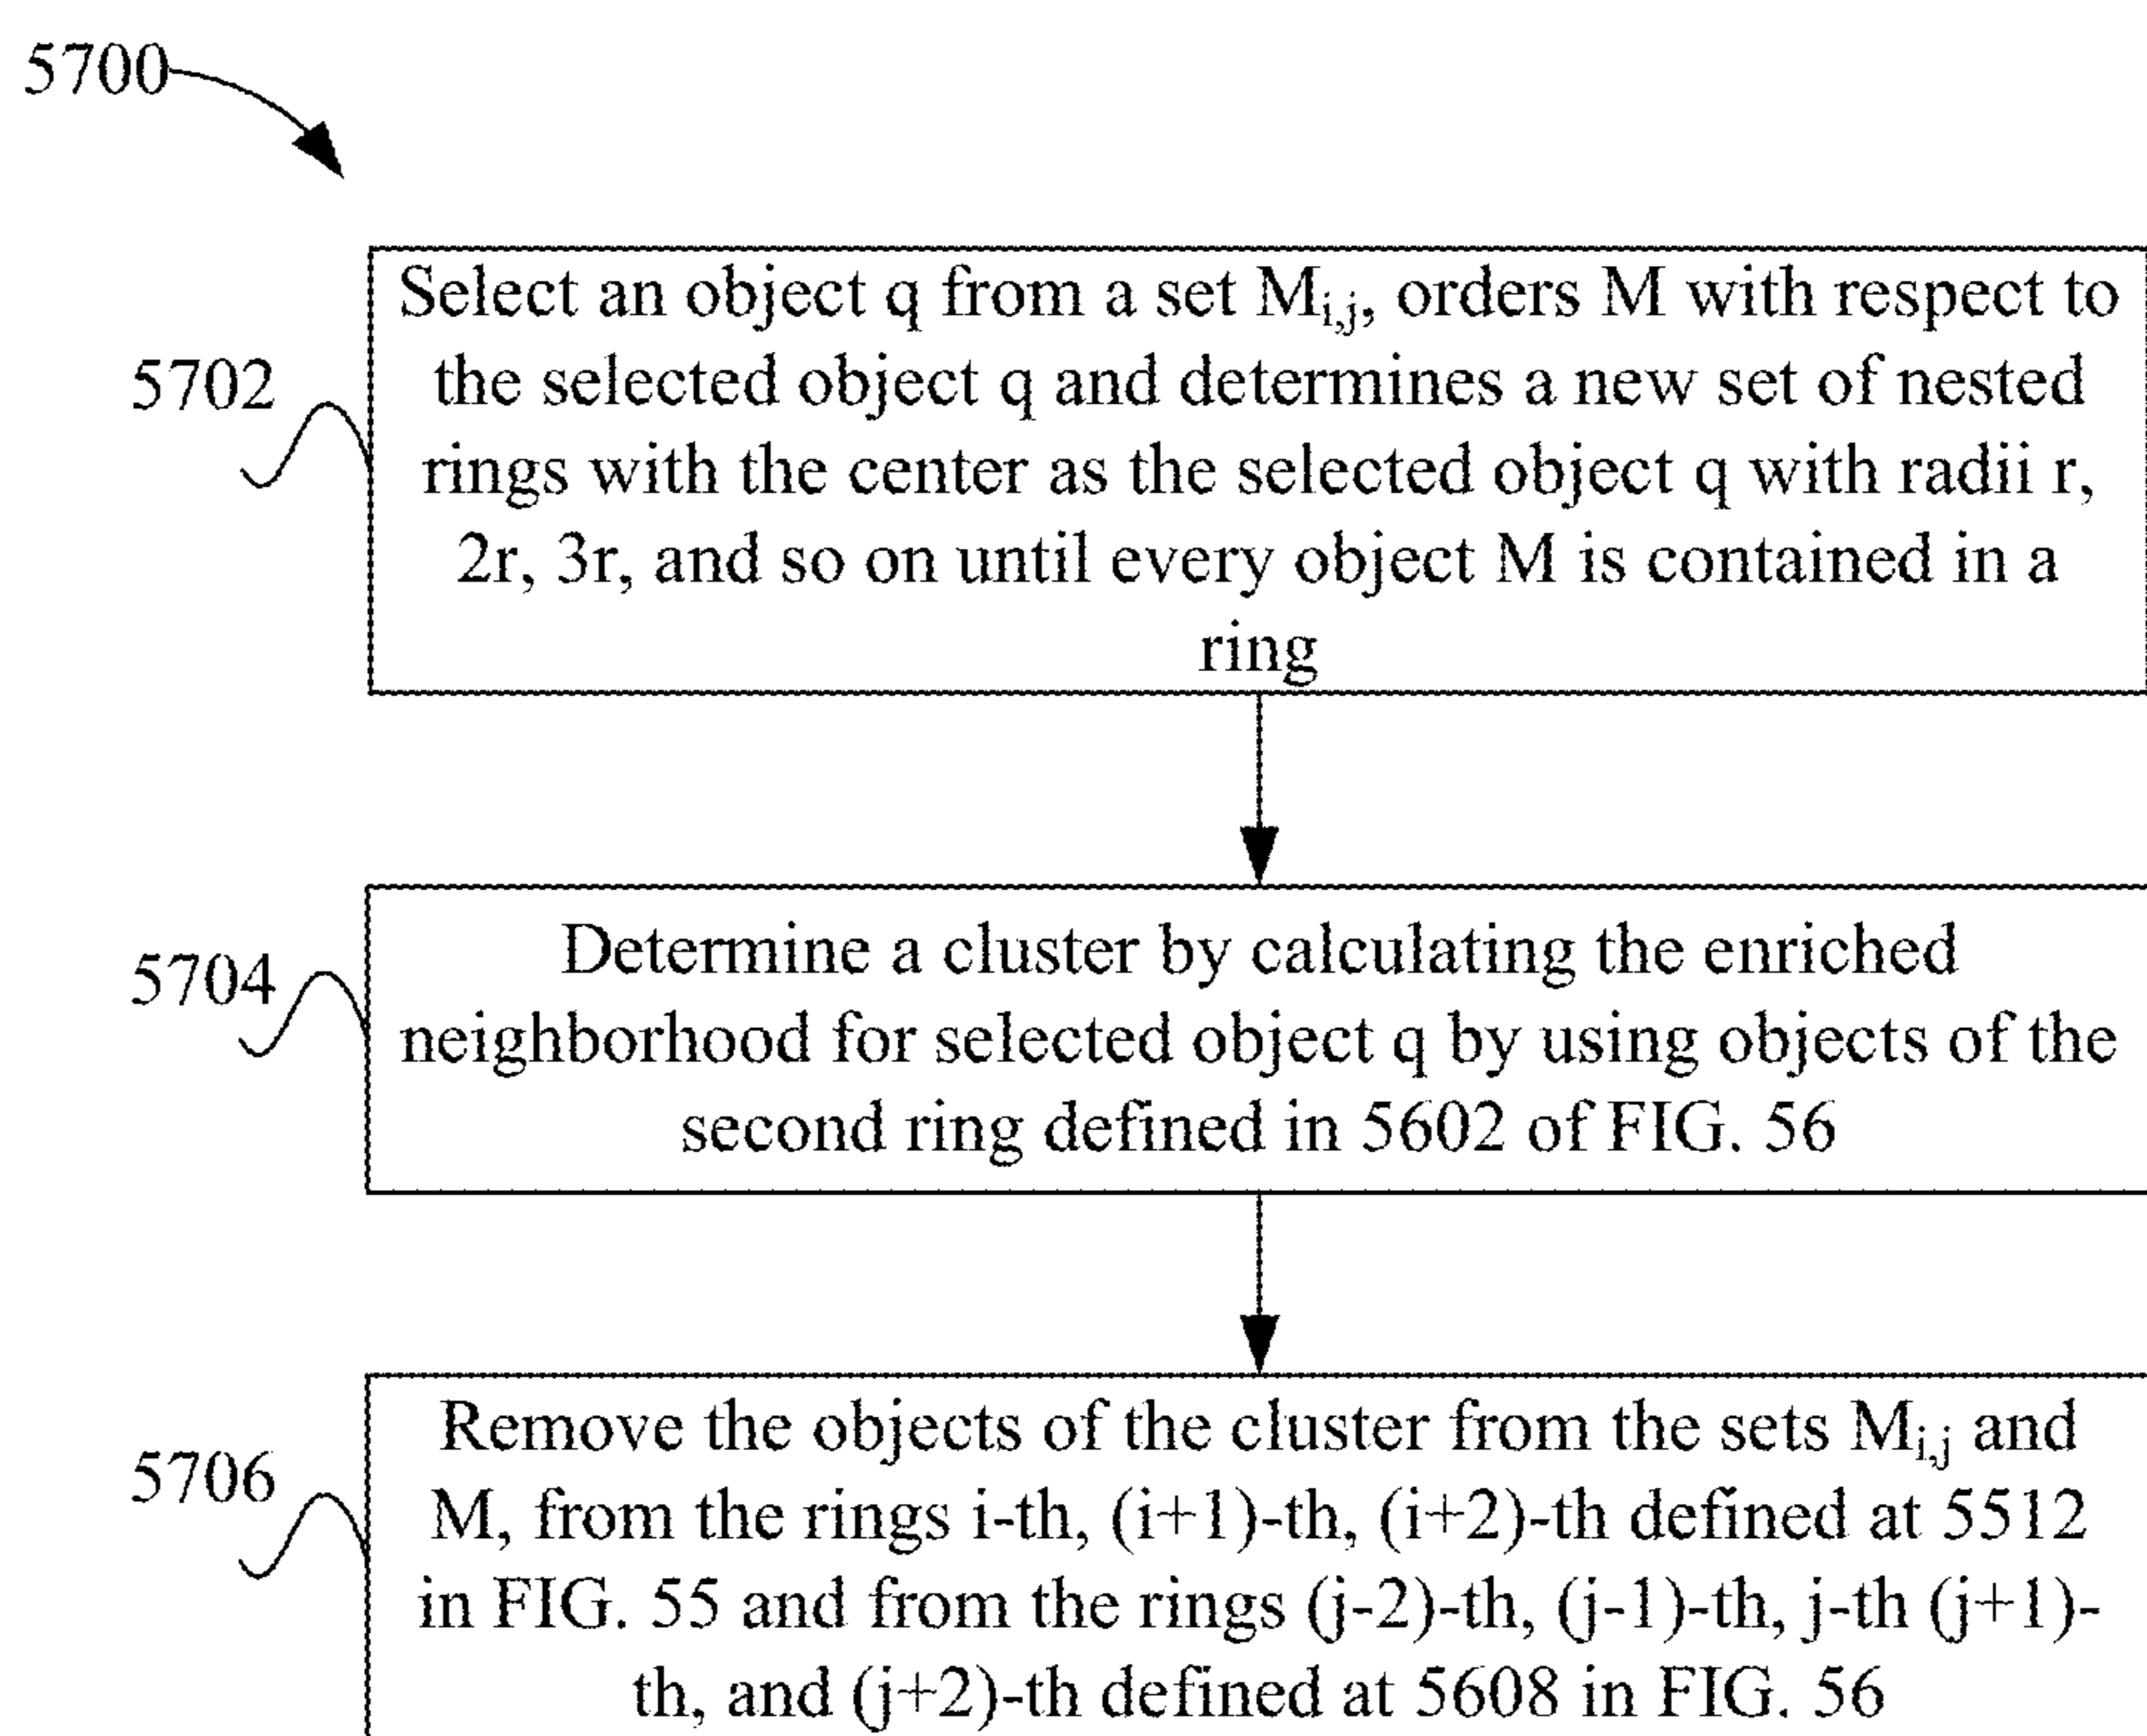 5700
5702
Select an object q from a set Mi,j, orders M with respect to
the selected object q and determines a new set of nested
rings with the center as the selected object q with radii r,
2r, 3r, and so on until every object M is contained in a
ring
5704
Determine a cluster by calculating the enriched
neighborhood for selected object q by using objects of the
second ring defined in 5602 of FIG. 56
5706
Remove the objects of the cluster from the sets Mi,j and
M, from the rings i-th, (i+1)-th, (i+2)-th defined at 5512
in FIG. 55 and from the rings (j-2)-th, (j-1)-th, j-th (j+1)-
th, and (j+2)-th defined at 5608 in FIG. 56